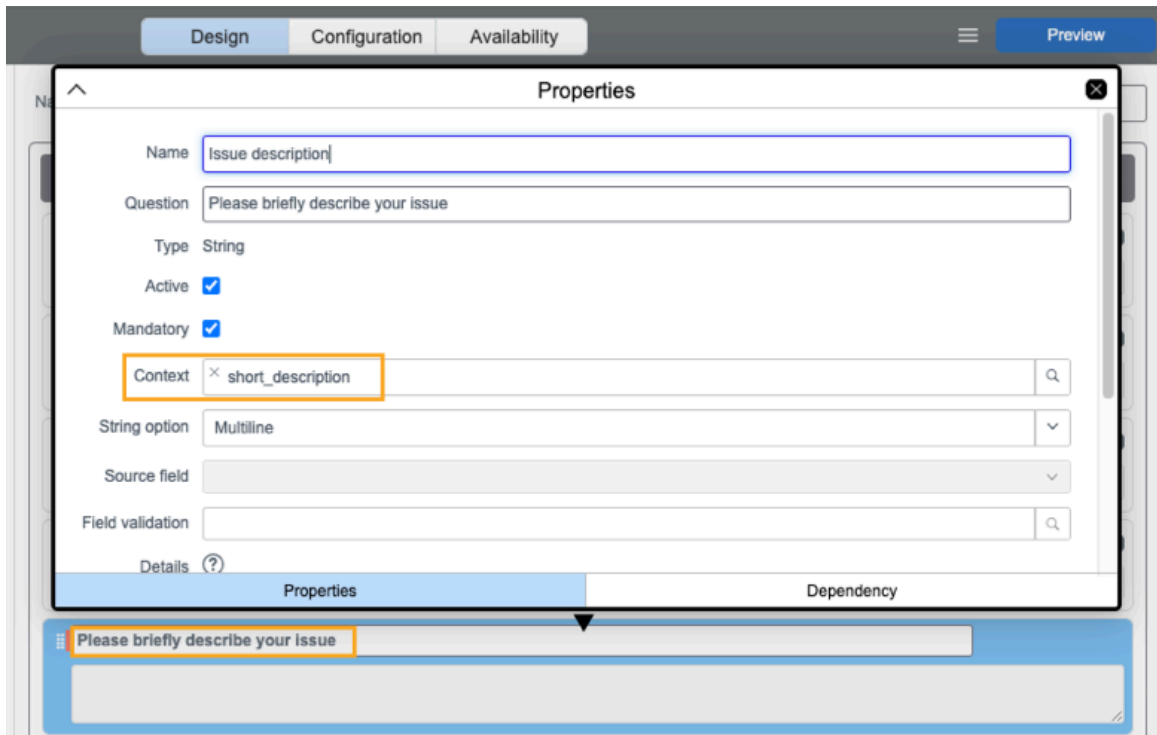 Design Configuration Availability Preview
Properties
Name Issue description
Question Please briefly describe your issue
Type String
Active
Mandatory
Context × short_description
String option Multiline
Source field
Field validation
Details ?
Properties Dependency
Please briefly describe your issue